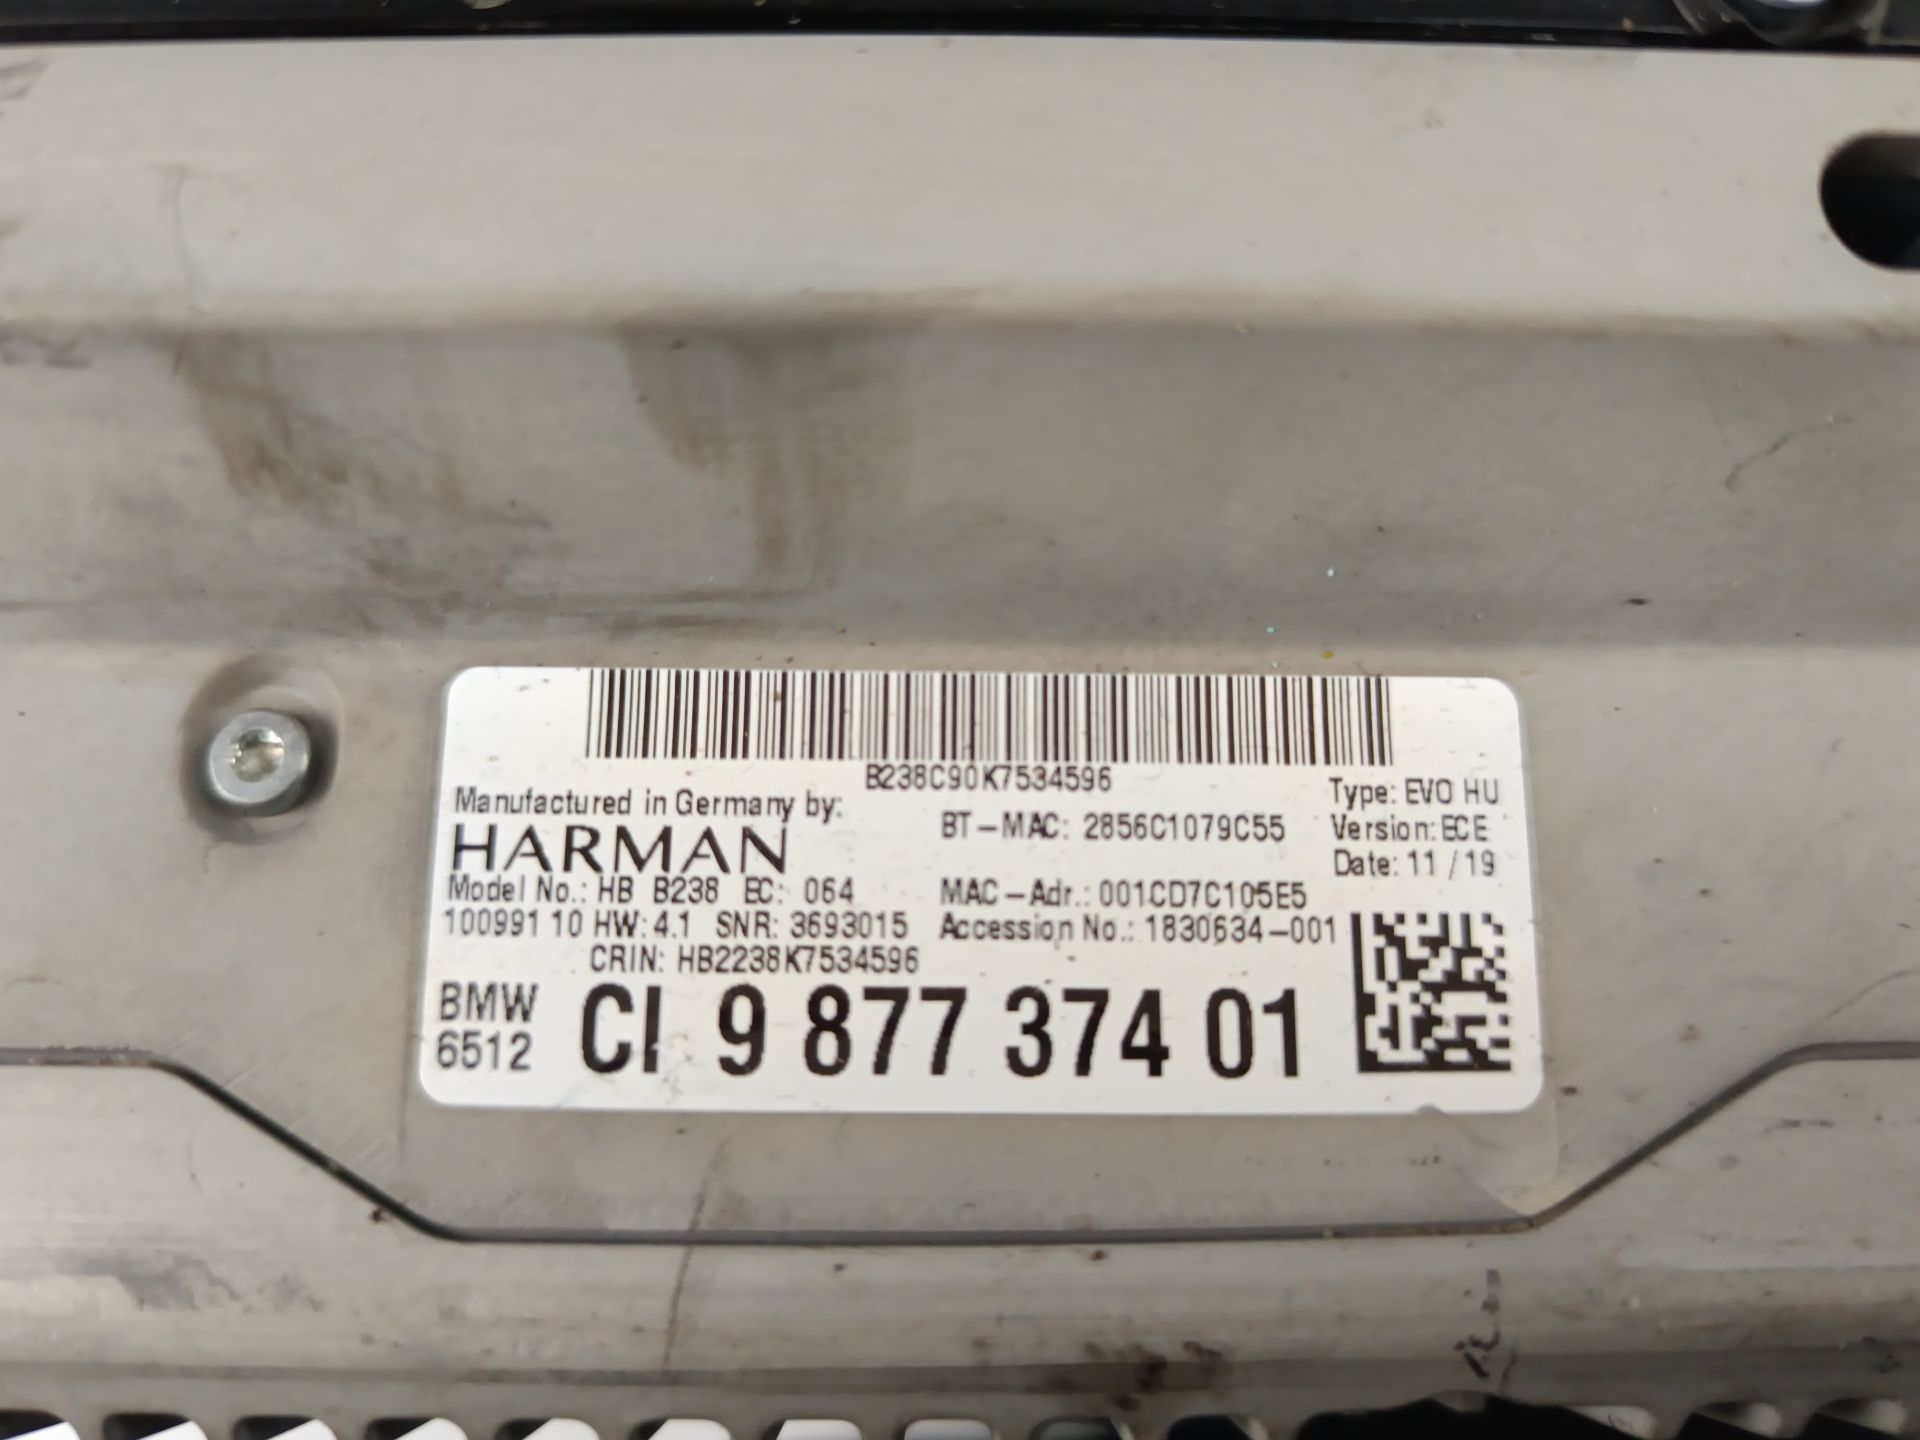 B238C90K7534596
Manufactured in Germany by:
HARMAN
BT-MAC: 2856C1079C55
Type: EVO HU
Version: ECE
Date: 11/19
Model No.: HB B238 EC: 064
MAC-Adr.: 001CD7C105E5
10099110 HW: 4.1 SNR: 3693015
Accession No.: 1830634-001
CRIN: HB2238K7534596
BMW
6512
CI 9 877 374 01